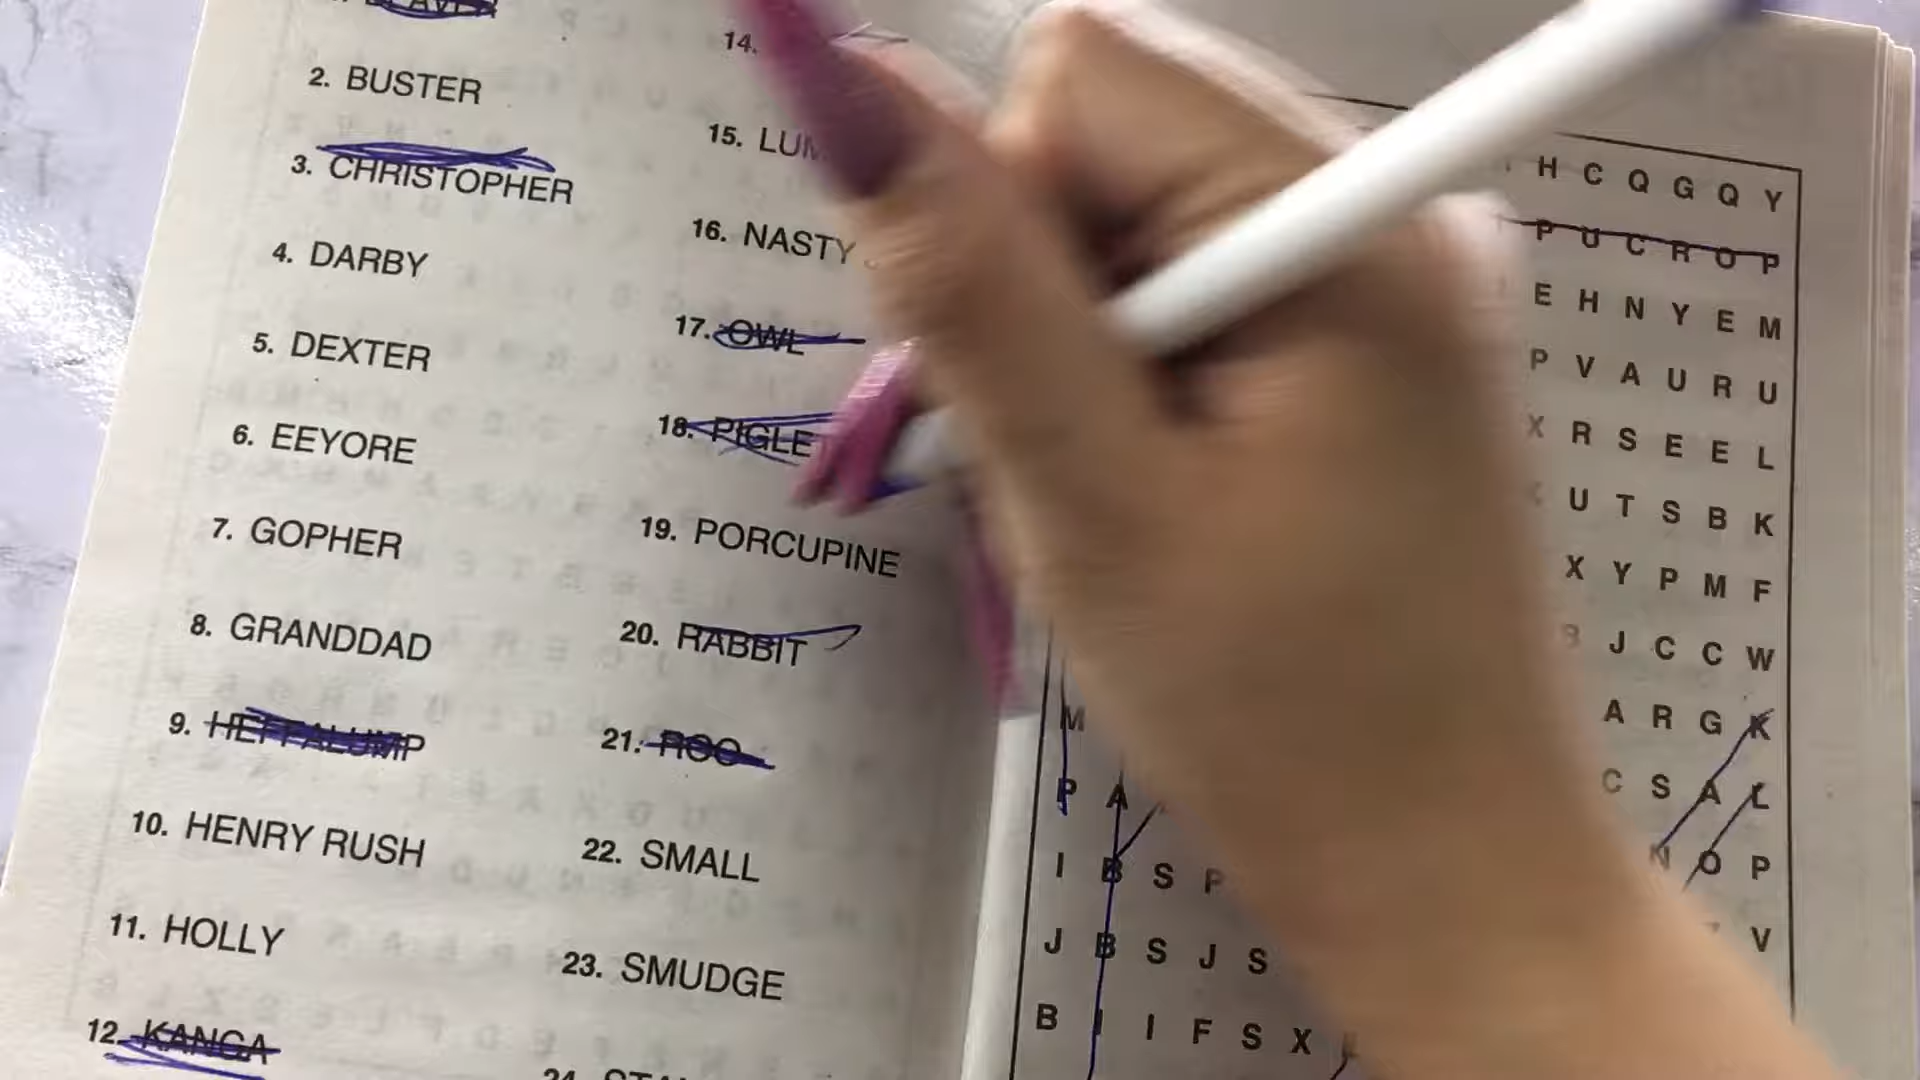 BEAVER
2. BUSTER
3. CHRISTOPHER
4. DARBY
5. DEXTER
6. EEYORE
7. GOPHER
8. GRANDDAD
9. HEFFALUMP
10. HENRY RUSH
11. HOLLY
12. KANGA
14.
15.
16. NASTY
17. OWL
18. PIGLET
19. PORCUPINE
20. RABBIT
21. ROO
22. SMALL
23. SMUDGE
H C Q G Q Y
P U C R O P
E H N Y E M
P V A U R U
X R S E E L
U T S B K
X Y P M F
J C C W
M A R G K
P A C S A L
I B S P N O P
J B S J S V
B I I F S X